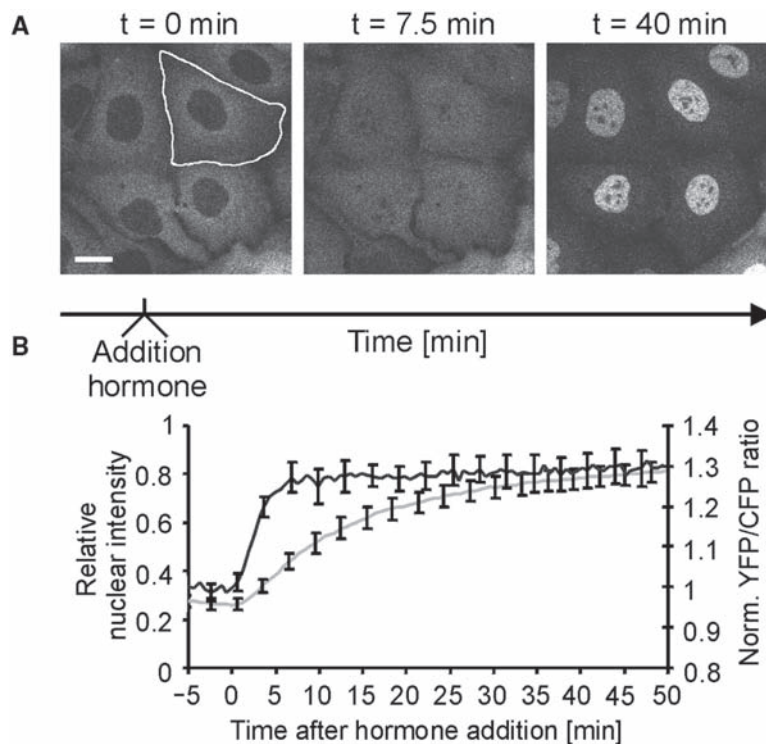 A
t = 0 min t = 7.5 min t = 40 min
Addition
hormone
Time [min]
B
Relative
nuclear intensity
1
0.8
0.6
0.4
0.2
0
1.4
1.3
1.2
1.1
1
0.9
0.8
Norm. YFP/CFP ratio
−5 0 5 10 15 20 25 30 35 40 45 50
Time after hormone addition [min]